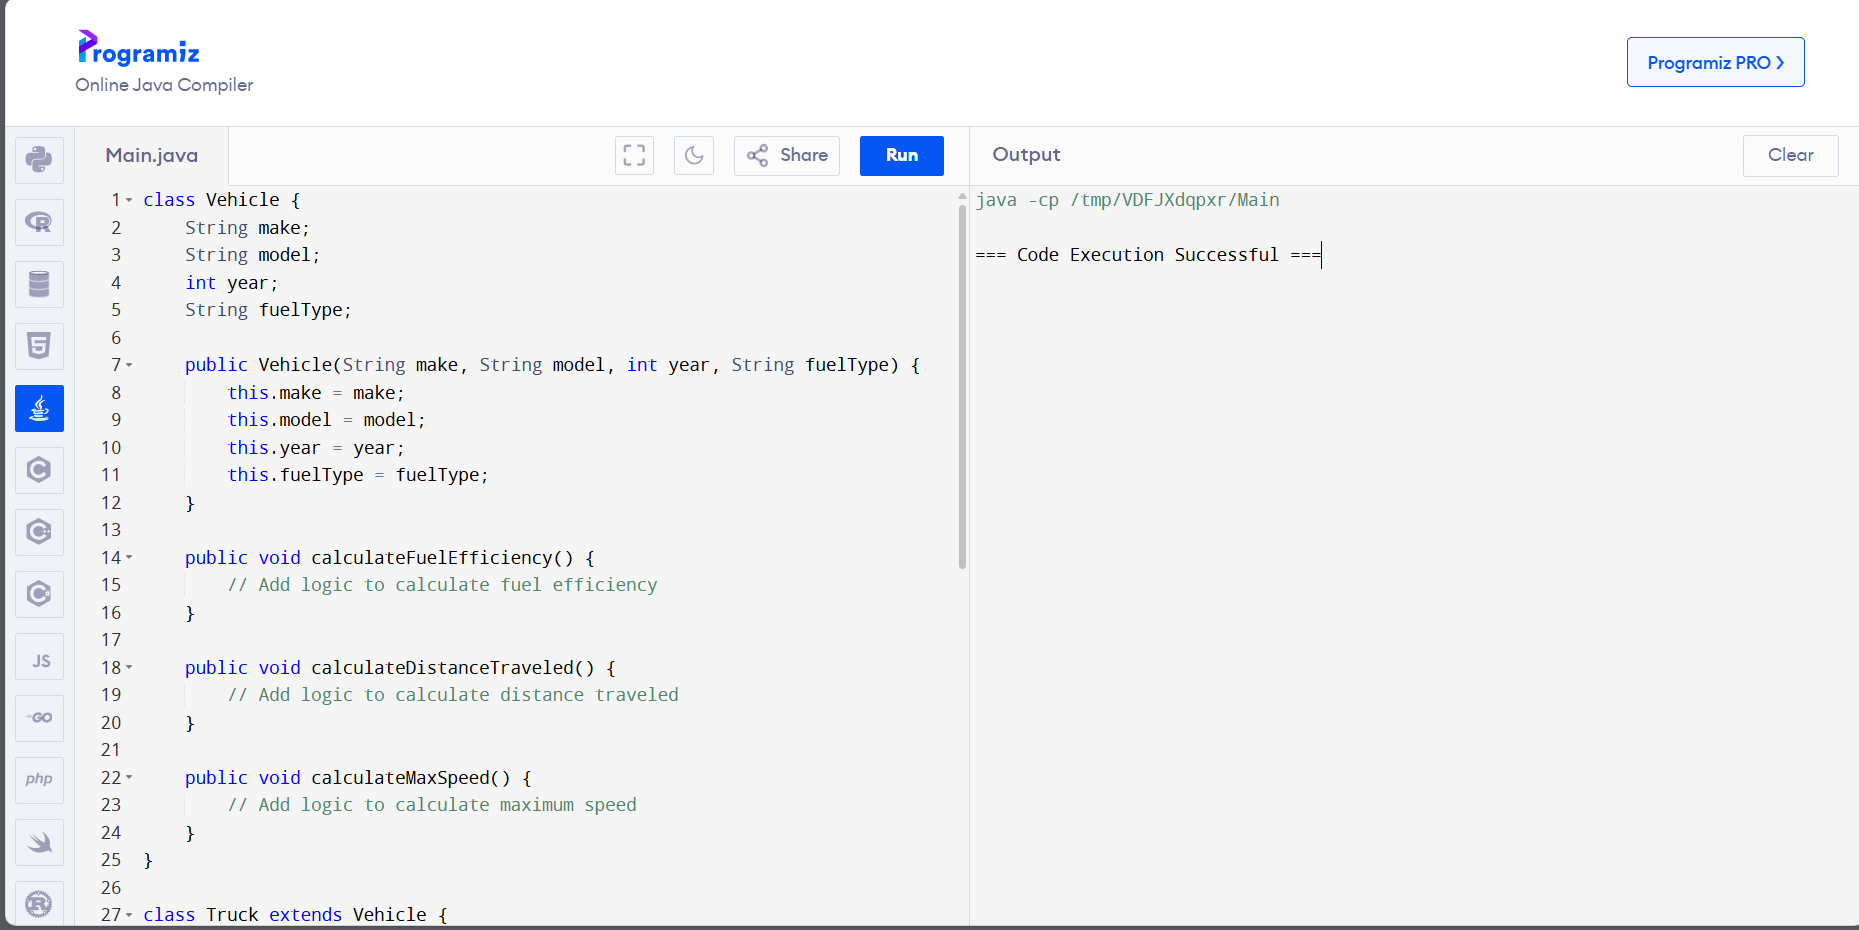 Programiz
Online Java Compiler
Programiz PRO
Main.java
Share
Run
Output
Clear
1 class Vehicle {
2     String make;
3     String model;
4     int year;
5     String fuelType;
6
7     public Vehicle(String make, String model, int year, String fuelType) {
8         this.make = make;
9         this.model = model;
10         this.year = year;
11         this.fuelType = fuelType;
12     }
13
14     public void calculateFuelEfficiency() {
15         // Add logic to calculate fuel efficiency
16     }
17
18     public void calculateDistanceTraveled() {
19         // Add logic to calculate distance traveled
20     }
21
22     public void calculateMaxSpeed() {
23         // Add logic to calculate maximum speed
24     }
25 }
26
27 class Truck extends Vehicle {
java -cp /tmp/VDFJXdqpxr/Main
=== Code Execution Successful ===
R
5
C
C++
C#
JS
GO
php
R